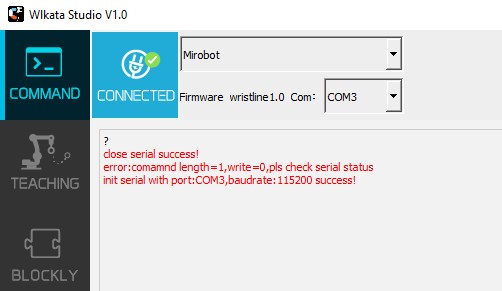 WIkata Studio V1.0
COMMAND
CONNECTED
Mirobot
Firmware wristline1.0 Com:
COM3
?
close serial success!
error:comamnd length=1,write=0,pls check serial status
init serial with port:COM3,baudrate:115200 success!
TEACHING
BLOCKLY